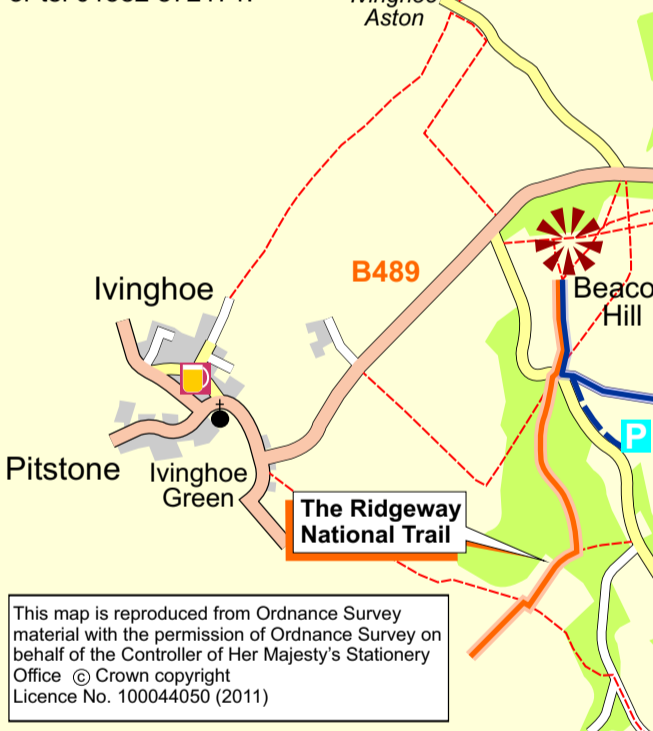 Aston
Ivinghoe
B489
Beaco
Hill
P
Pitstone
Ivinghoe
Green
The Ridgeway
National Trail
This map is reproduced from Ordnance Survey
material with the permission of Ordnance Survey on
behalf of the Controller of Her Majesty's Stationery
Office © Crown copyright
Licence No. 100044050 (2011)